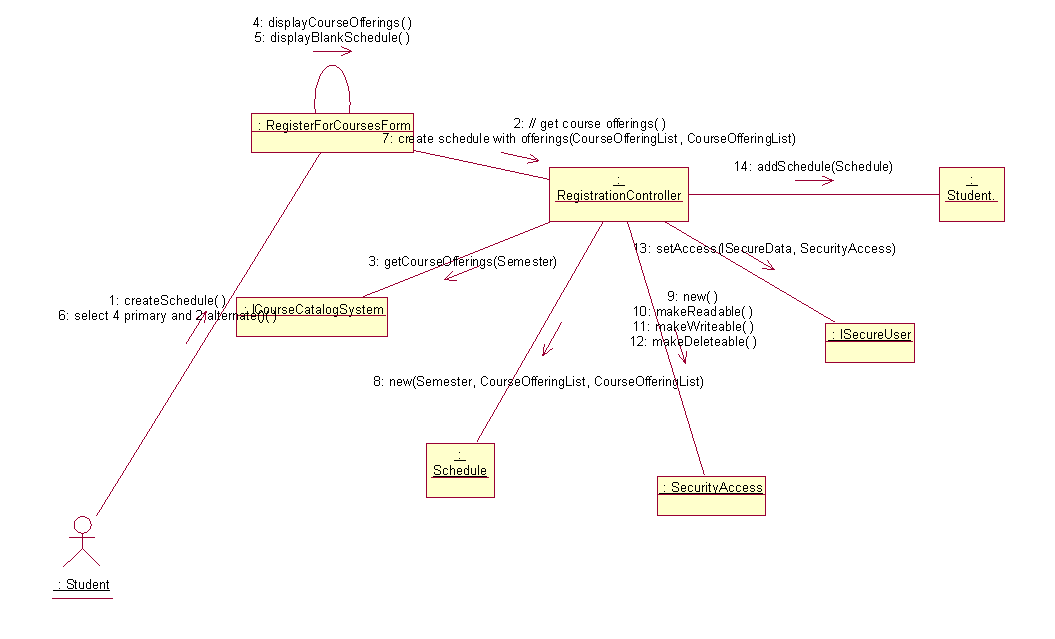 4: displayCourseOfferings( )
5: displayBlankSchedule( )
: RegisterForCoursesForm
2: // get course offerings( )
7: create schedule with offerings(CourseOfferingList, CourseOfferingList)
:
RegistrationController
14: addSchedule(Schedule)
:
Student.
13: setAccess(ISecureData, SecurityAccess)
3: getCourseOfferings(Semester)
1: createSchedule( )
6: select 4 primary and 2 alternate()( )
: ICourseCatalogSystem
9: new( )
10: makeReadable( )
11: makeWriteable( )
12: makeDeleteable( )
: ISecureUser
8: new(Semester, CourseOfferingList, CourseOfferingList)
:
Schedule
: SecurityAccess
: Student